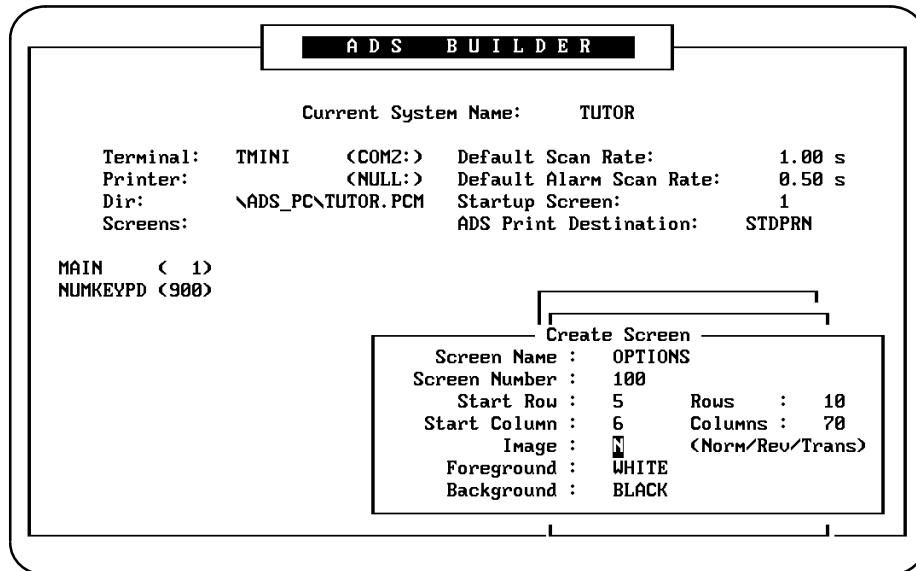 ADS BUILDER
Current System Name: TUTOR
Terminal: TMINI (COM2:) Default Scan Rate: 1.00 s
Printer: (NULL:) Default Alarm Scan Rate: 0.50 s
Dir: \ADS_PC\TUTOR.PCM Startup Screen: 1
Screens: ADS Print Destination: STDPRN
MAIN ( 1)
NUMKEYPD (900)
Create Screen
Screen Name : OPTIONS
Screen Number : 100
Start Row : 5 Rows : 10
Start Column : 6 Columns : 70
Image : N (Norm/Rev/Trans)
Foreground : WHITE
Background : BLACK